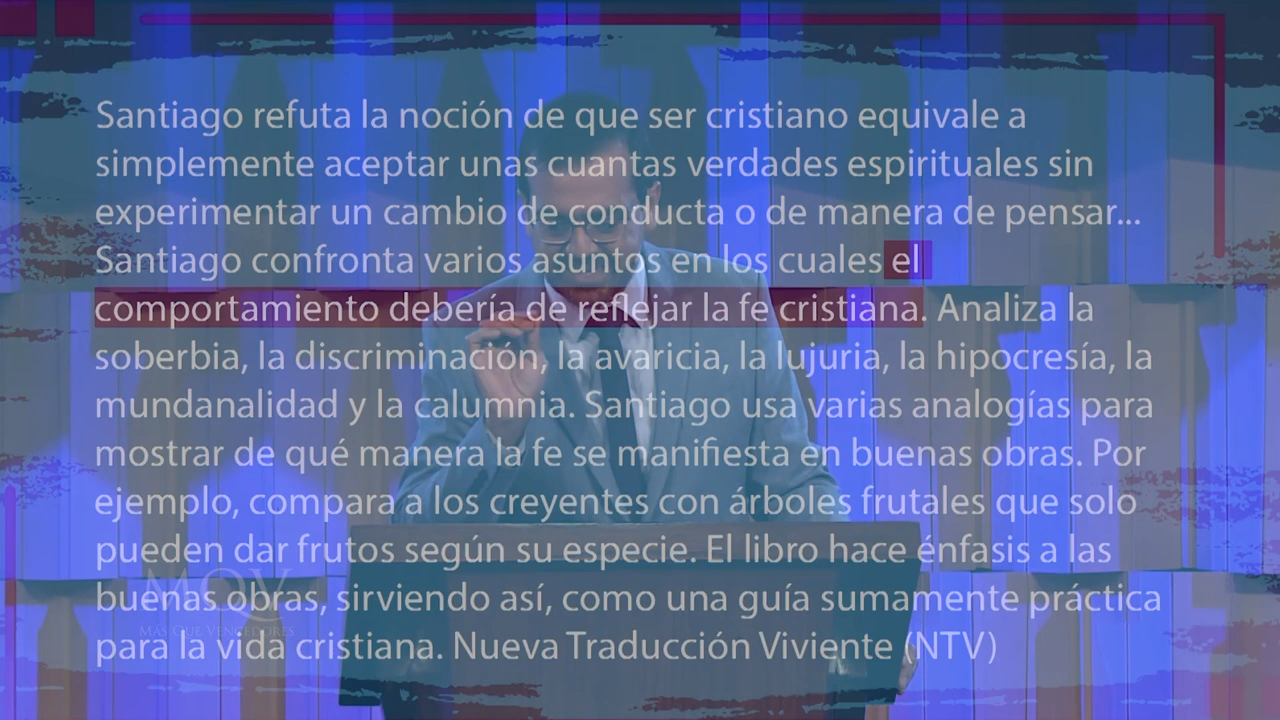 Santiago refuta la noción de que ser cristiano equivale a
simplemente aceptar unas cuantas verdades espirituales sin
experimentar un cambio de conducta o de manera de pensar...
Santiago confronta varios asuntos en los cuales el
comportamiento debería de reflejar la fe cristiana. Analiza la
soberbia, la discriminación, la avaricia, la lujuria, la hipocresía, la
mundanalidad y la calumnia. Santiago usa varias analogías para
mostrar de qué manera la fe se manifiesta en buenas obras. Por
ejemplo, compara a los creyentes con árboles frutales que solo
pueden dar frutos según su especie. El libro hace énfasis a las
buenas obras, sirviendo así, como una guía sumamente práctica
para la vida cristiana. Nueva Traducción Viviente (NTV)
MQV
MÁS QUE VENCEDORES